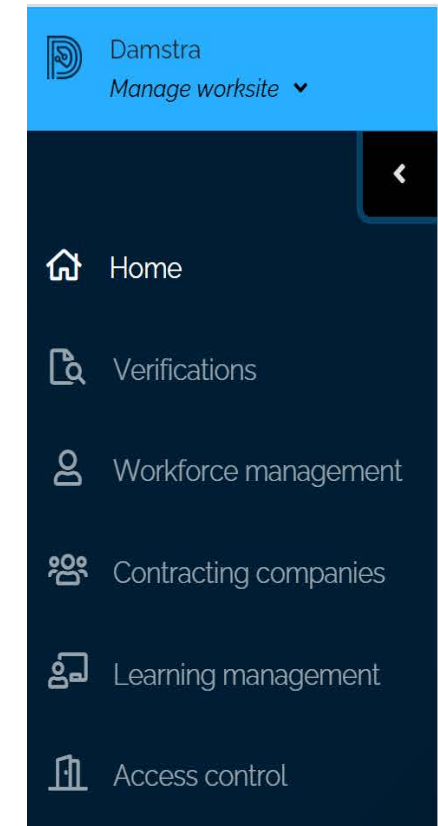 Damstra
Manage worksite
Home
Verifications
Workforce management
Contracting companies
Learning management
Access control